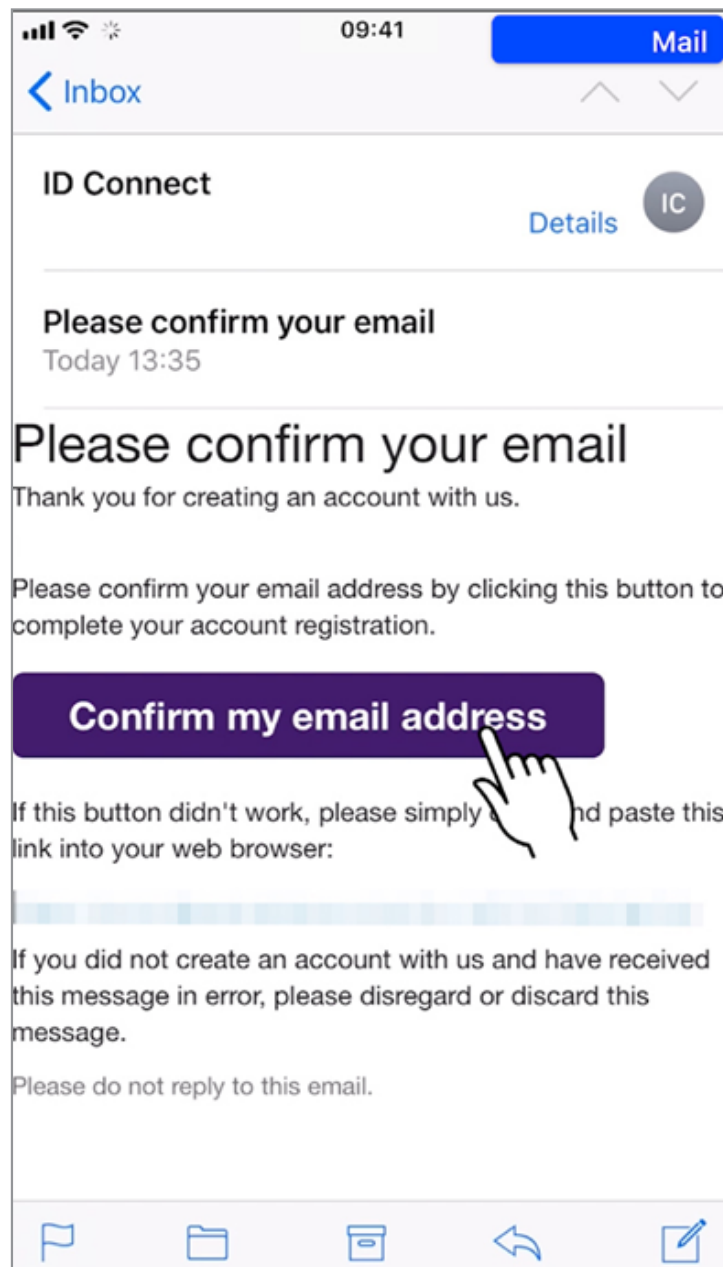 09:41
Mail
Inbox
ID Connect
IC
Details
Please confirm your email
Today 13:35
Please confirm your email
Thank you for creating an account with us.
Please confirm your email address by clicking this button to
complete your account registration.
Confirm my email address
If this button didn't work, please simply nd paste this
link into your web browser:
If you did not create an account with us and have received
this message in error, please disregard or discard this
message.
Please do not reply to this email.